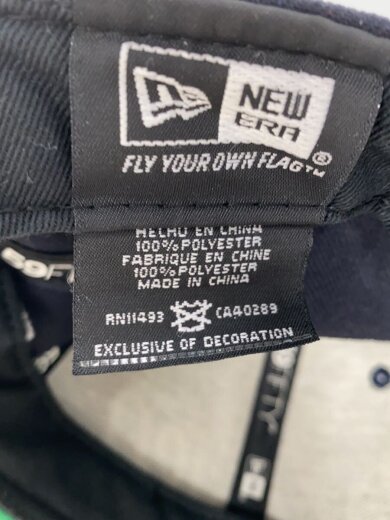 NEW
ERA
®
FLY YOUR OWN FLAG™
HECHO EN CHINA
100% POLYESTER
FABRIQUE EN CHINE
100% POLYESTER
MADE IN CHINA
RN11493 CA40289
EXCLUSIVE OF DECORATION